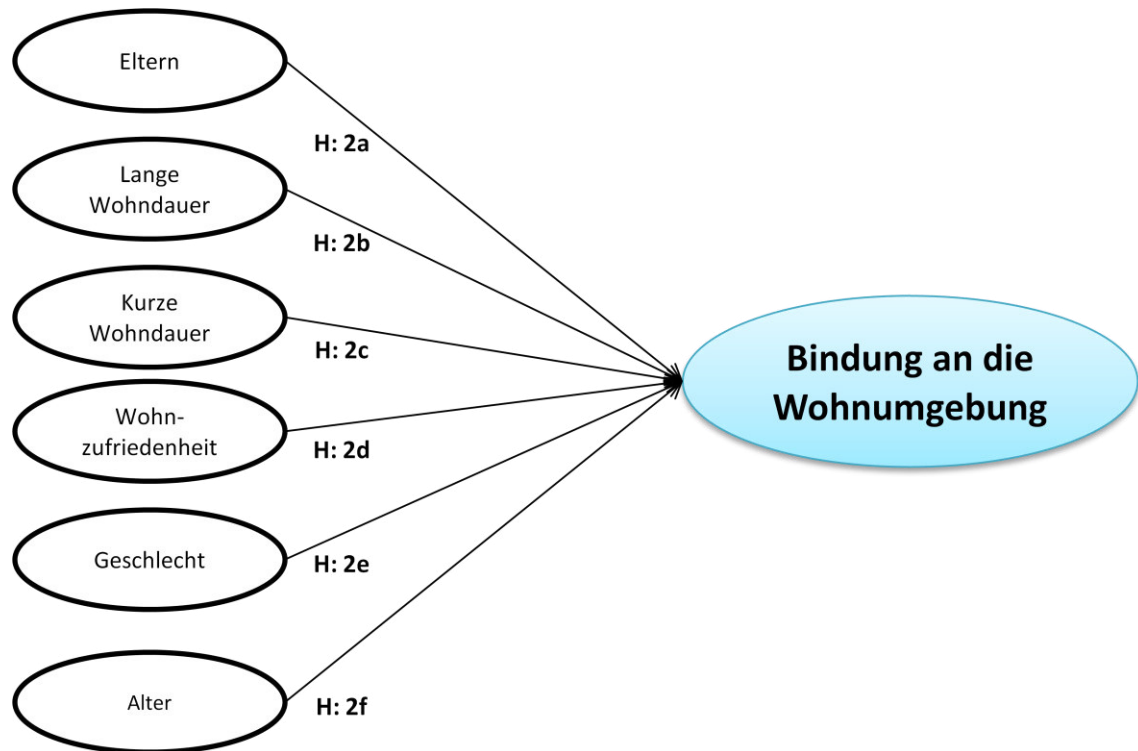 Eltern
H: 2a
Lange
Wohndauer
H: 2b
Kurze
Wohndauer
H: 2c
Bindung an die
Wohnumgebung
Wohn-
zufriedenheit
H: 2d
Geschlecht
H: 2e
Alter
H: 2f